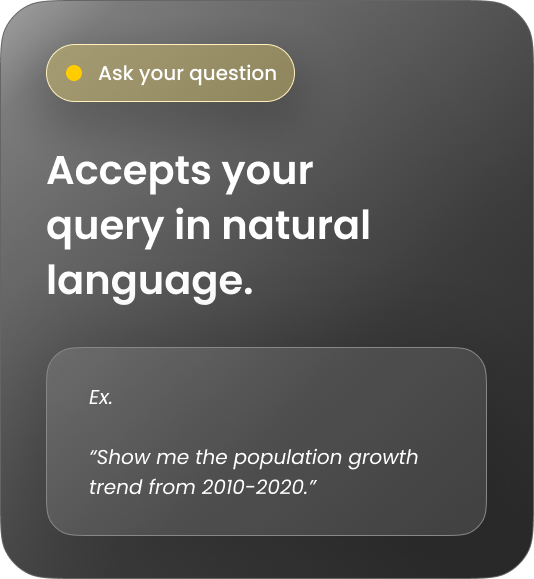 Ask your question
Accepts your
query in natural
language.
Ex.
“Show me the population growth
trend from 2010-2020.”